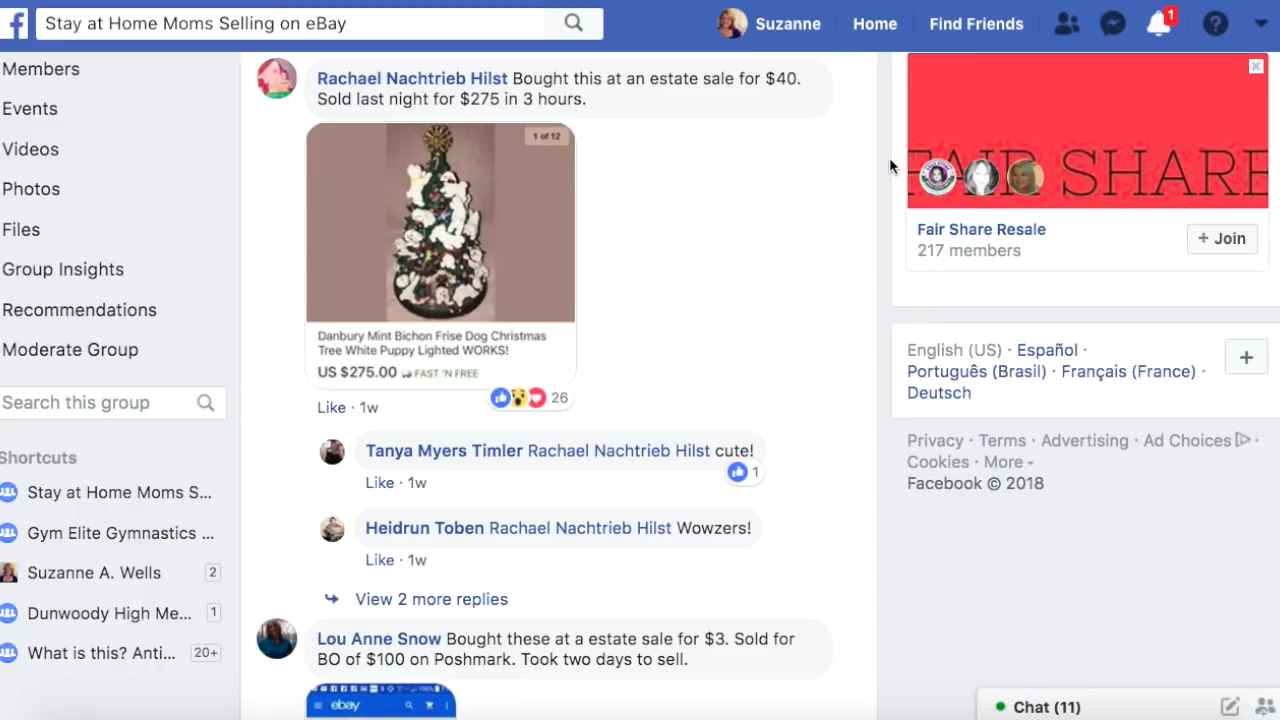 Stay at Home Moms Selling on eBay
Suzanne
Home
Find Friends
1
Members
Events
Videos
Photos
Files
Group Insights
Recommendations
Moderate Group
Search this group
Shortcuts
Stay at Home Moms S...
Gym Elite Gymnastics ...
Suzanne A. Wells 2
Dunwoody High Me... 1
What is this? Anti... 20+
Rachael Nachtrieb Hilst Bought this at an estate sale for $40.
Sold last night for $275 in 3 hours.
1 of 12
Danbury Mint Bichon Frise Dog Christmas
Tree White Puppy Lighted WORKS!
US $275.00 FAST 'N FREE
26
Like · 1w
Tanya Myers Timler Rachael Nachtrieb Hilst cute!
1
Like · 1w
Heidrun Toben Rachael Nachtrieb Hilst Wowzers!
Like · 1w
View 2 more replies
Lou Anne Snow Bought these at a estate sale for $3. Sold for
BO of $100 on Poshmark. Took two days to sell.
ebay
FAIR SHARE
Fair Share Resale
217 members
+ Join
English (US) · Español ·
Português (Brasil) · Français (France) ·
Deutsch
Privacy · Terms · Advertising · Ad Choices ·
Cookies · More
Facebook © 2018
Chat (11)